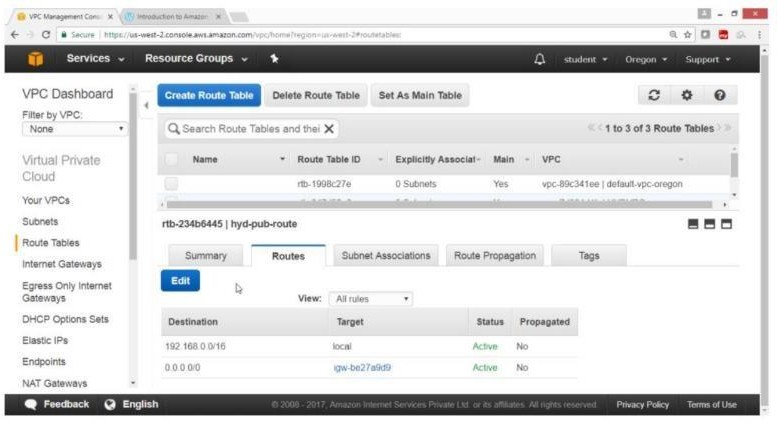 VPC Management Cons
Introduction to Amazon
Secure | https://us-west-2.console.aws.amazon.com/vpc/home?region=us-west-2#routetables:
Services Resource Groups student Oregon Support
VPC Dashboard
Filter by VPC:
None
Virtual Private
Cloud
Your VPCs
Subnets
Route Tables
Internet Gateways
Egress Only Internet
Gateways
DHCP Options Sets
Elastic IPs
Endpoints
NAT Gateways
Create Route Table Delete Route Table Set As Main Table
Search Route Tables and thei X
1 to 3 of 3 Route Tables
Name Route Table ID Explicitly Associat Main VPC
rtb-1998c27e 0 Subnets Yes vpc-89c341ee | default-vpc-oregon
rtb-234b6445 | hyd-pub-route
Summary Routes Subnet Associations Route Propagation Tags
Edit
View: All rules
Destination Target Status Propagated
192.168.0.0/16 local Active No
0.0.0.0/0 igw-be27a9d9 Active No
Feedback English © 2008 - 2017, Amazon Internet Services Private Ltd. or its affiliates. All rights reserved. Privacy Policy Terms of Use